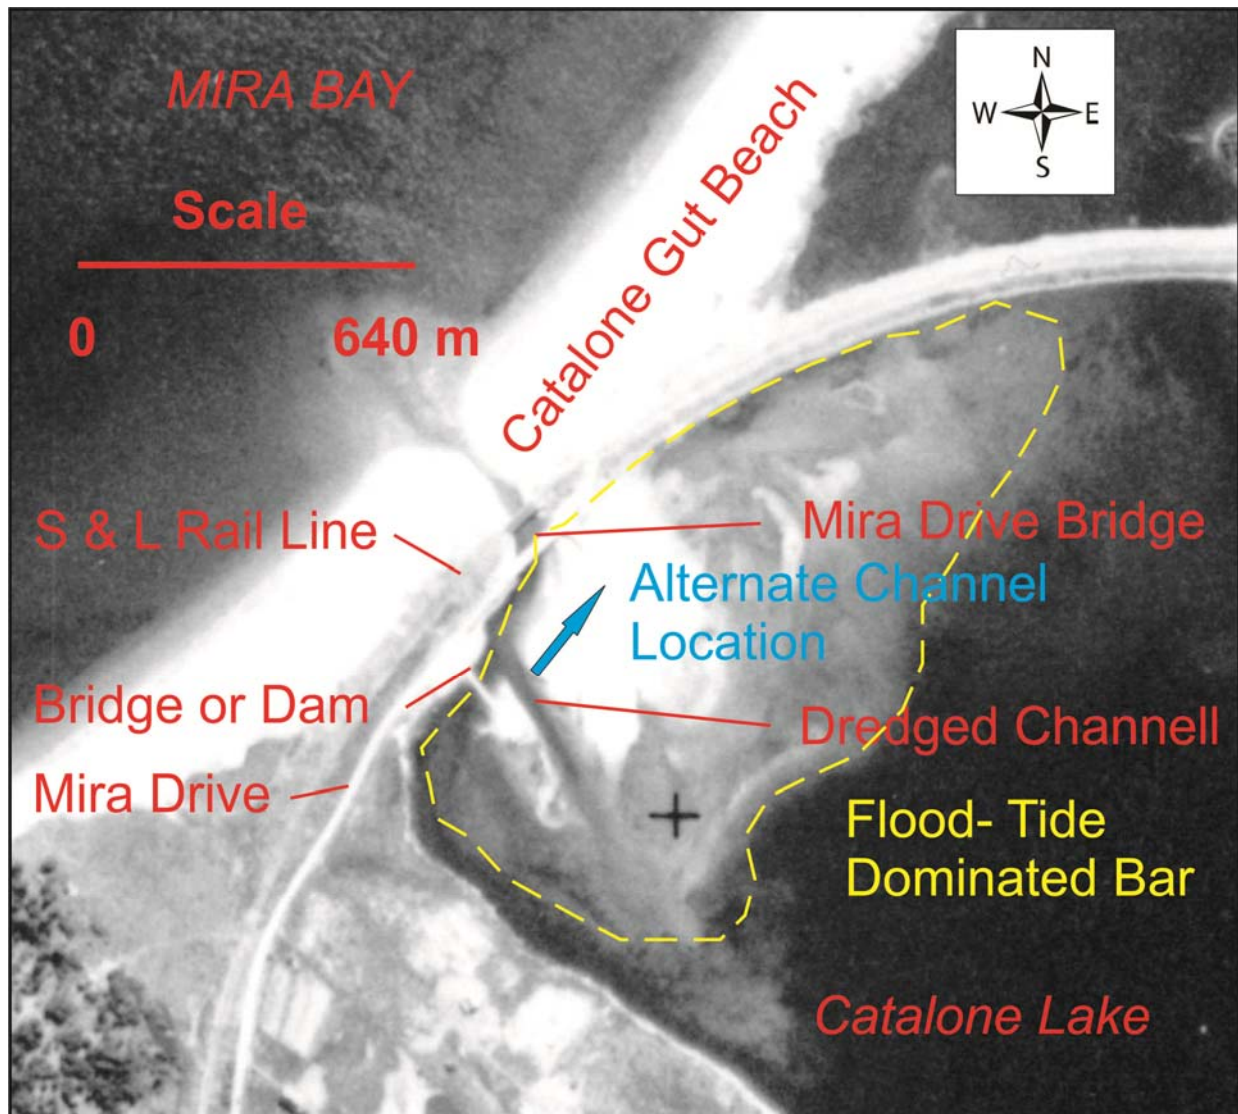 MIRA BAY
N
W E
S
Scale
0 640 m
Catalone Gut Beach
S & L Rail Line
Mira Drive Bridge
Alternate Channel
Location
Bridge or Dam
Dredged Channell
Mira Drive
Flood- Tide
Dominated Bar
Catalone Lake